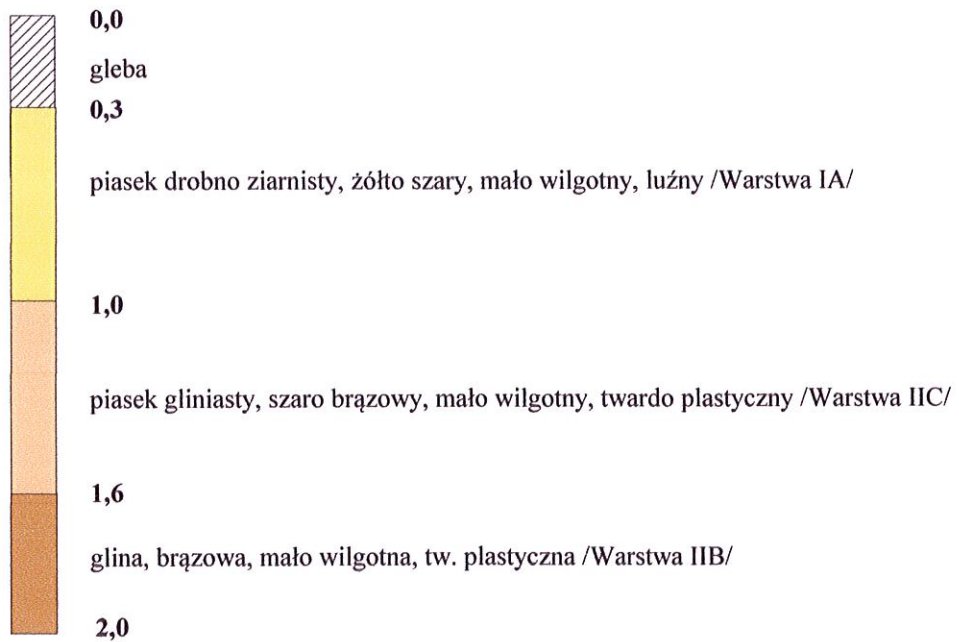 0,0
gleba
0,3
piasek drobno ziarnisty, żółto szary, mało wilgotny, luźny /Warstwa IA/
1,0
piasek gliniasty, szaro brązowy, mało wilgotny, twardo plastyczny /Warstwa IIC/
1,6
glina, brązowa, mało wilgotna, tw. plastyczna /Warstwa IIB/
2,0